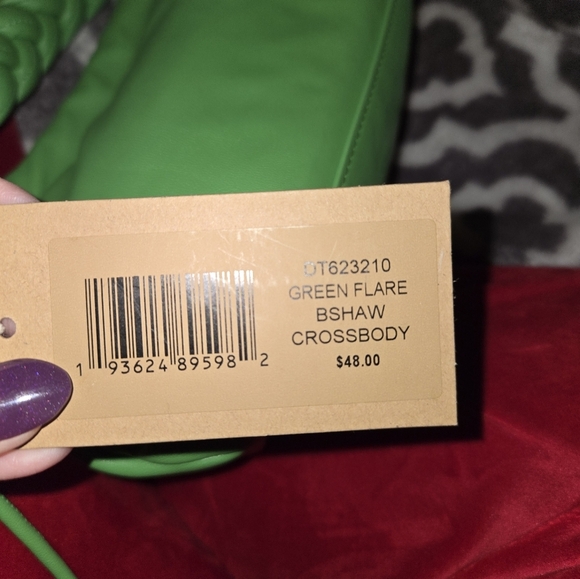 DT623210
GREEN FLARE
BSHAW
CROSSBODY
$48.00
1 93624 89598 2